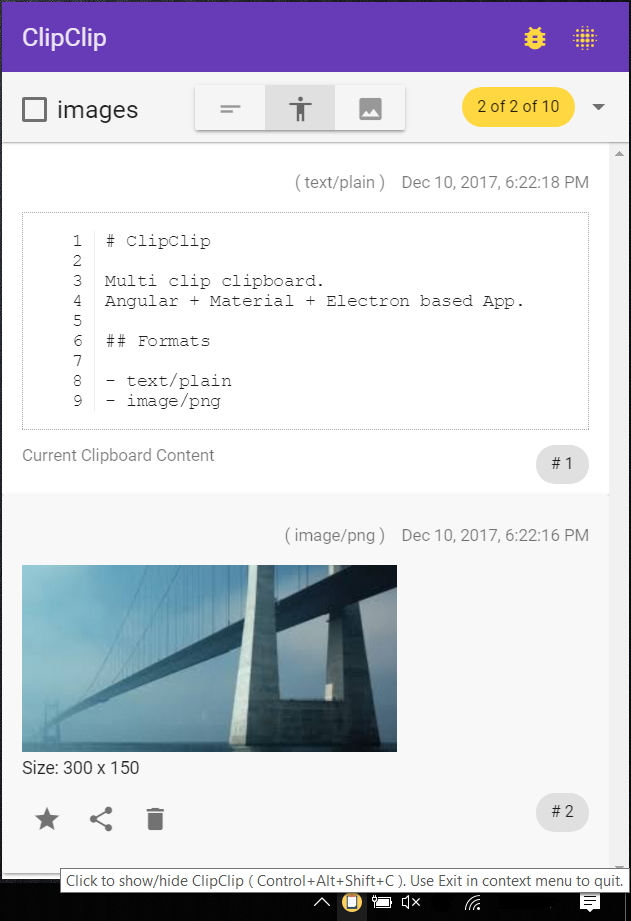 ClipClip
images
2 of 2 of 10
( text/plain ) Dec 10, 2017, 6:22:18 PM
1 # ClipClip
2
3 Multi clip clipboard.
4 Angular + Material + Electron based App.
5
6 ## Formats
7
8 - text/plain
9 - image/png
Current Clipboard Content
# 1
( image/png ) Dec 10, 2017, 6:22:16 PM
Size: 300 x 150
# 2
Click to show/hide ClipClip ( Control+Alt+Shift+C ). Use Exit in context menu to quit.